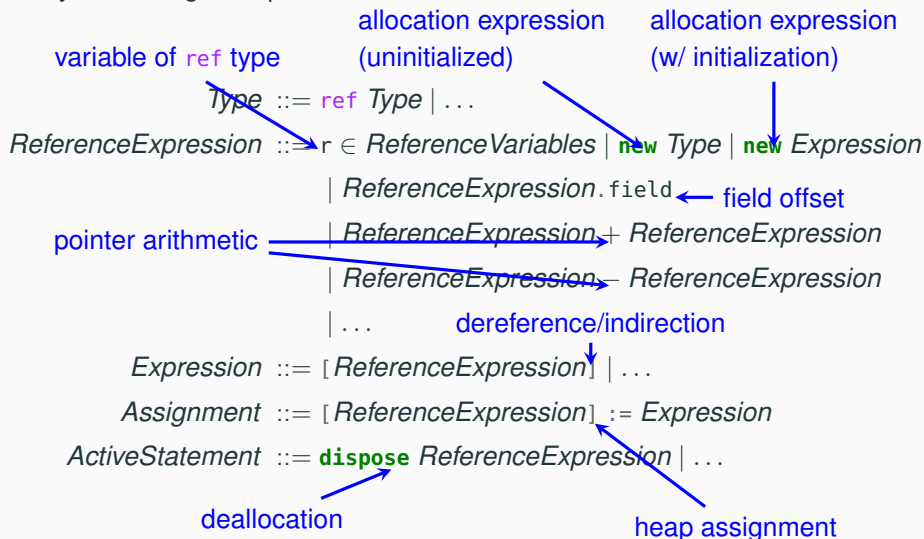 allocation expression allocation expression
variable of ref type (uninitialized) (w/ initialization)
Type ::= ref Type | ...
ReferenceExpression ::= r ∈ ReferenceVariables | new Type | new Expression
| ReferenceExpression.field field offset
pointer arithmetic | ReferenceExpression + ReferenceExpression
| ReferenceExpression − ReferenceExpression
| ... dereference/indirection
Expression ::= [ReferenceExpression] | ...
Assignment ::= [ReferenceExpression] := Expression
ActiveStatement ::= dispose ReferenceExpression | ...
deallocation heap assignment